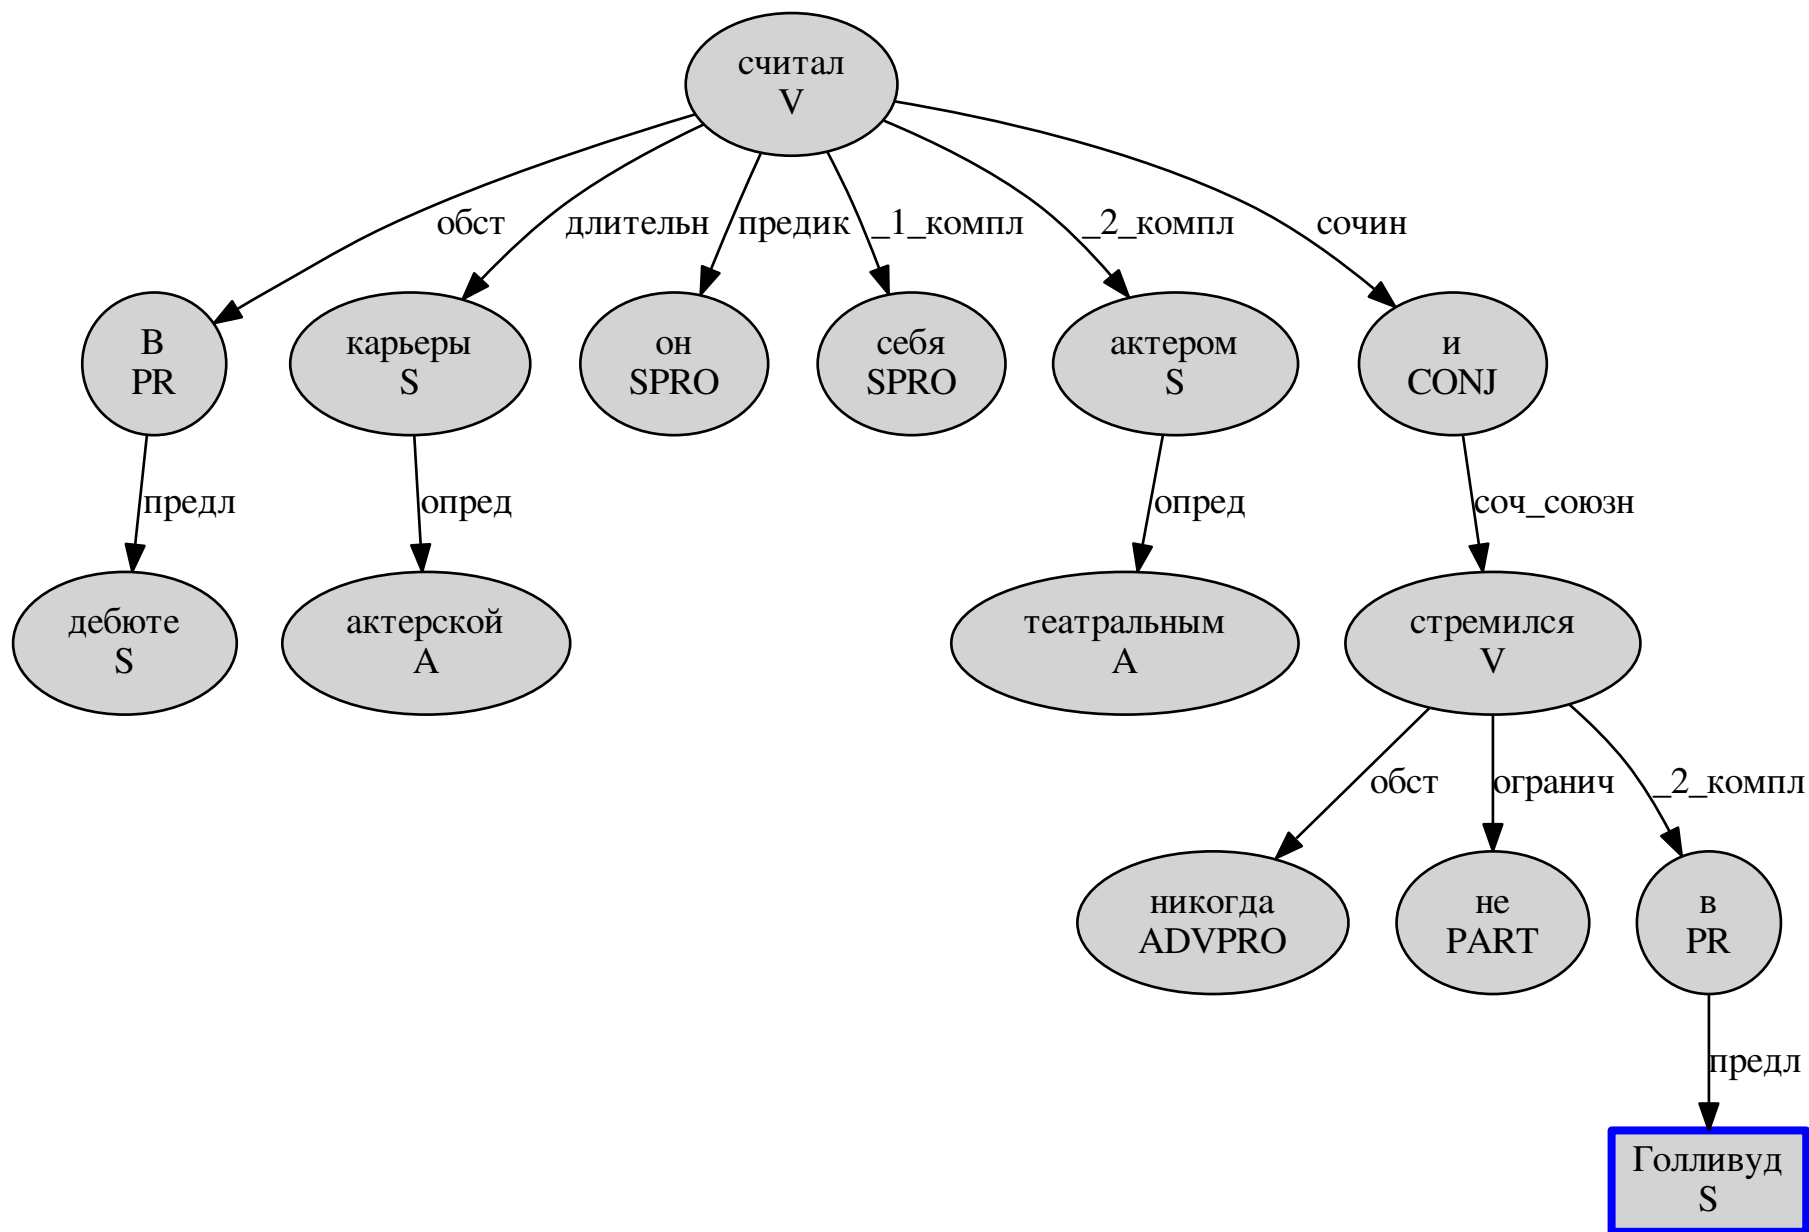 считал
V
обст
длительн
предик
_1_компл
_2_компл
сочин
В
PR
карьеры
S
он
SPRO
себя
SPRO
актером
S
и
CONJ
предл
опред
опред
соч_союзн
дебюте
S
актерской
A
театральным
A
стремился
V
обст
огранич
_2_компл
никогда
ADVPRO
не
PART
в
PR
предл
Голливуд
S